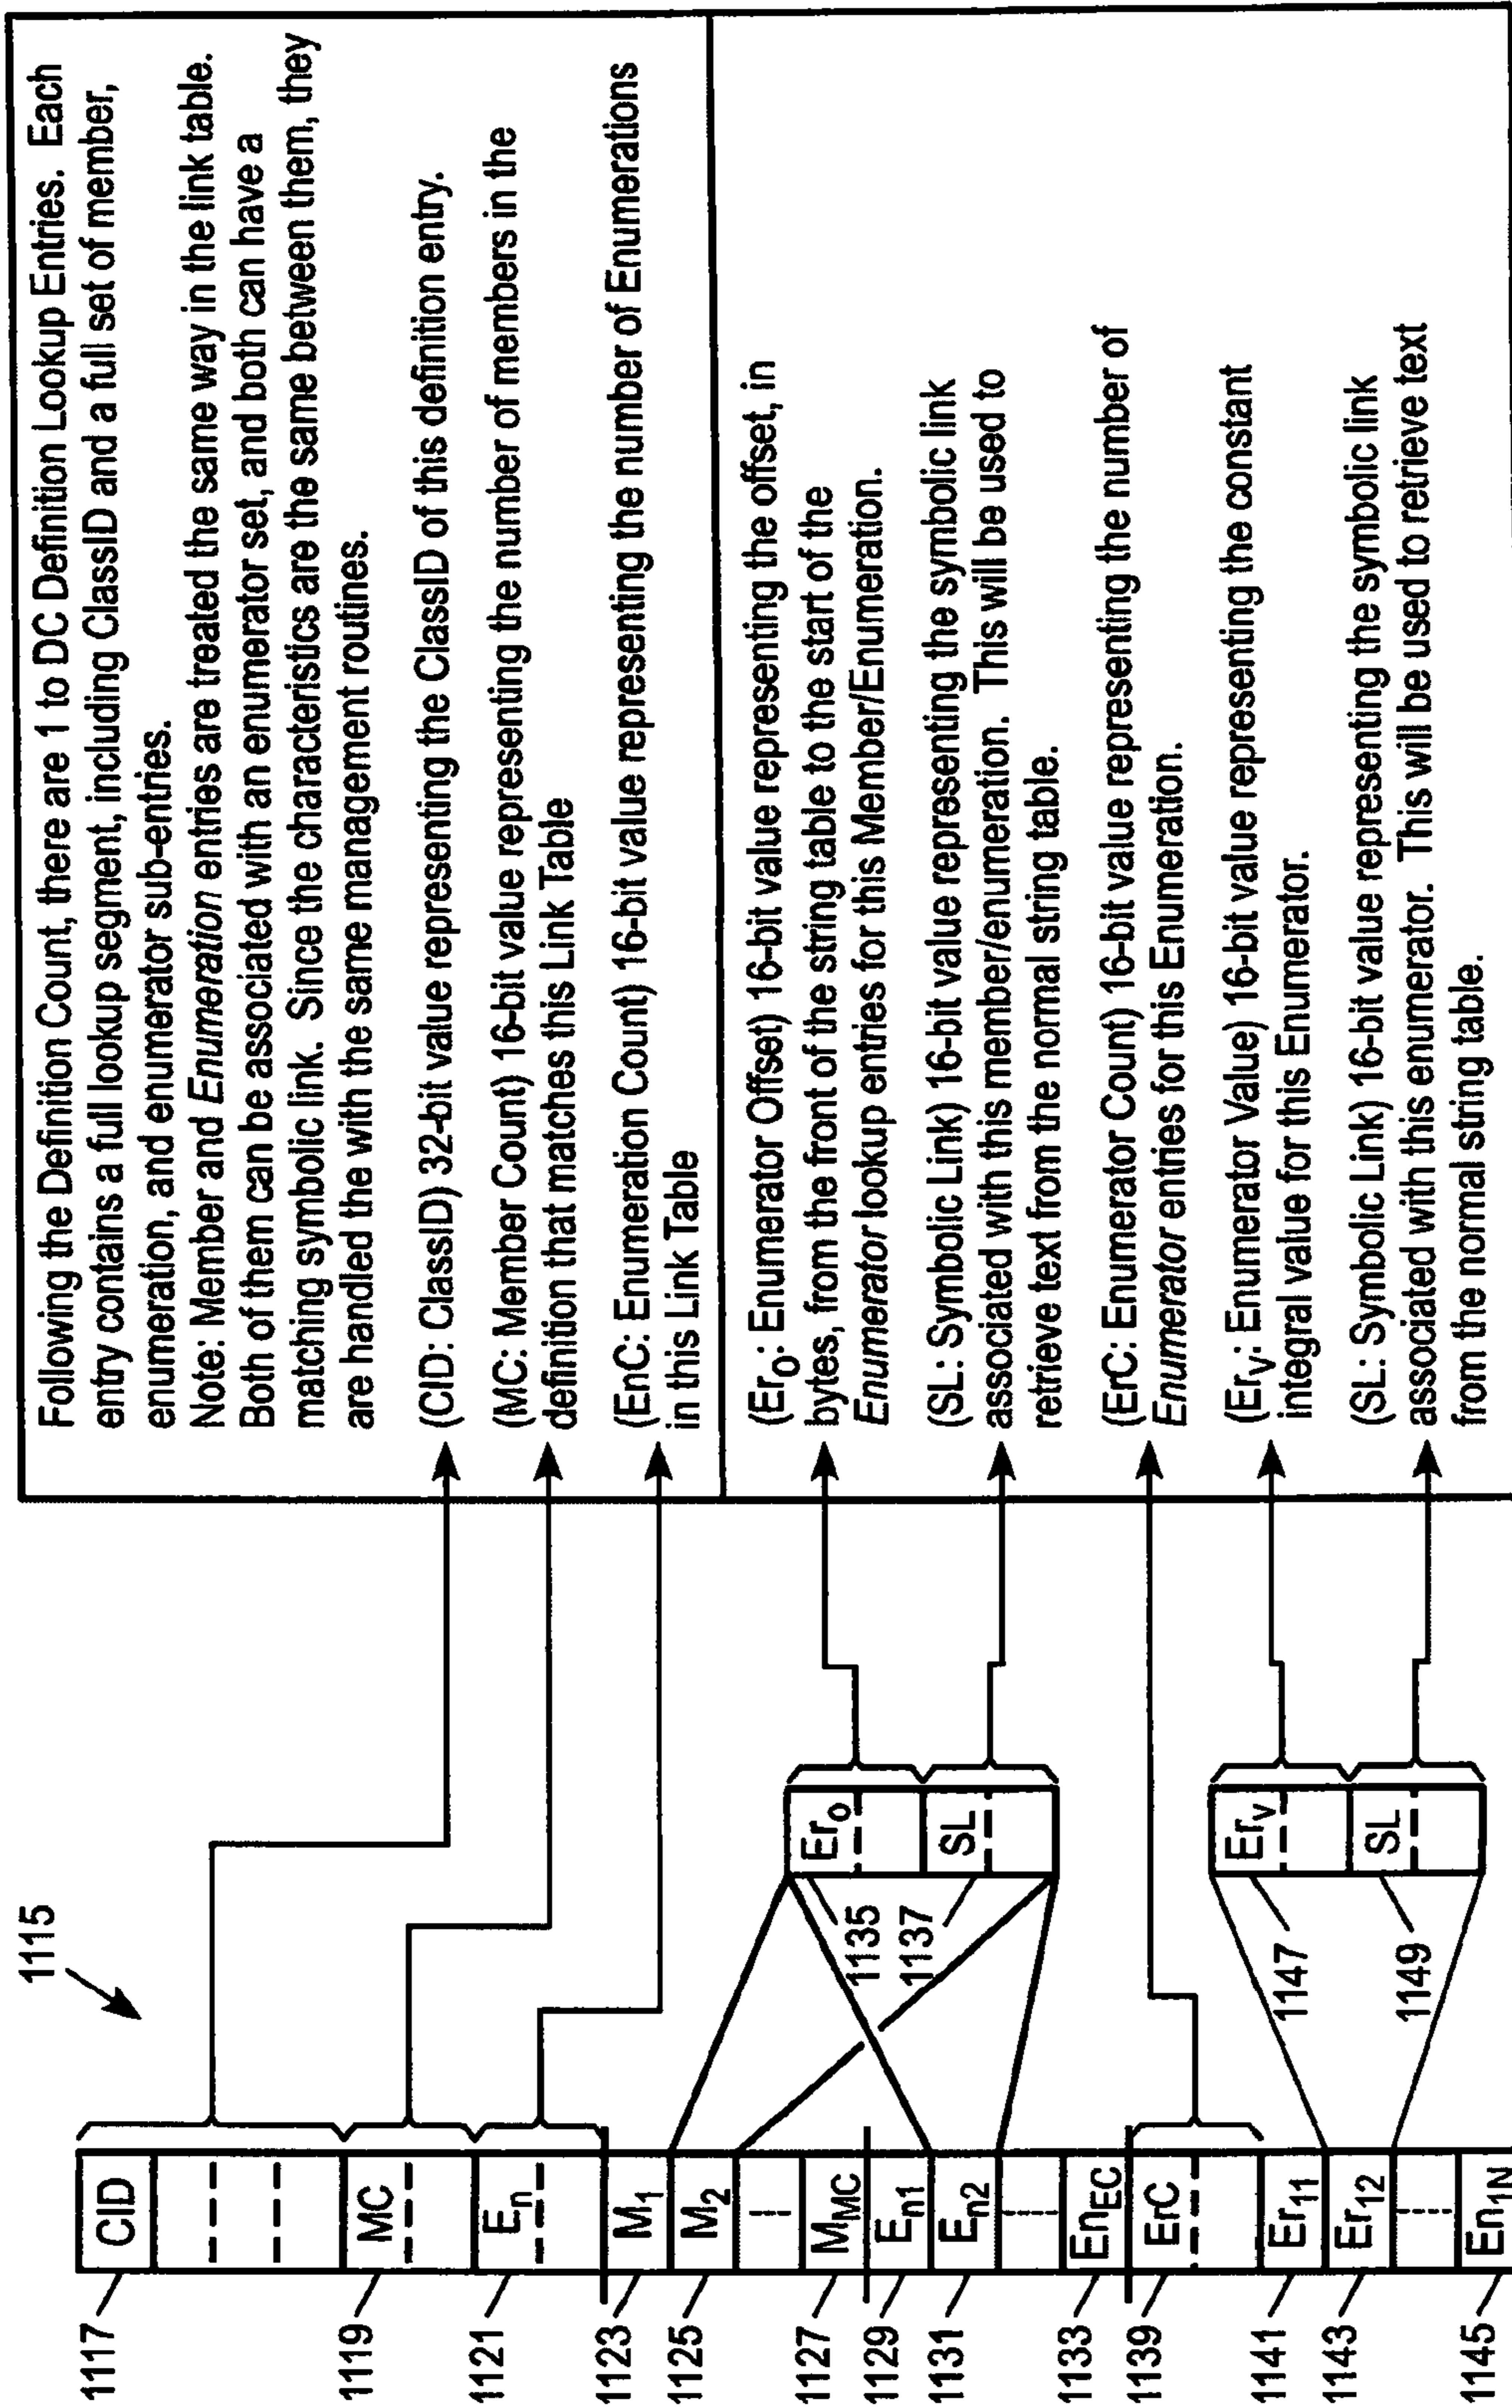 1115
1117
CID
1119
MC
1121
En
1123
M1
1125
M2
1127
MMC
1129
En1
1131
En2
1133
EnEC
1139
ErC
1141
Er11
1143
Er12
1145
En1N
1135
Ero
1137
SL
1147
Erv
1149
SL
Following the Definition Count, there are 1 to DC Definition Lookup Entries. Each
entry contains a full lookup segment, including ClassID and a full set of member,
enumeration, and enumerator sub-entries.
Note: Member and Enumeration entries are treated the same way in the link table.
Both of them can be associated with an enumerator set, and both can have a
matching symbolic link. Since the characteristics are the same between them, they
are handled the with the same management routines.
(CID: ClassID) 32-bit value representing the ClassID of this definition entry.
(MC: Member Count) 16-bit value representing the number of members in the
definition that matches this Link Table
(EnC: Enumeration Count) 16-bit value representing the number of Enumerations
in this Link Table
(Ero: Enumerator Offset) 16-bit value representing the offset, in
bytes, from the front of the string table to the start of the
Enumerator lookup entries for this Member/Enumeration.
(SL: Symbolic Link) 16-bit value representing the symbolic link
associated with this member/enumeration. This will be used to
retrieve text from the normal string table.
(ErC: Enumerator Count) 16-bit value representing the number of
Enumerator entries for this Enumeration.
(Erv: Enumerator Value) 16-bit value representing the constant
integral value for this Enumerator.
(SL: Symbolic Link) 16-bit value representing the symbolic link
associated with this enumerator. This will be used to retrieve text
from the normal string table.